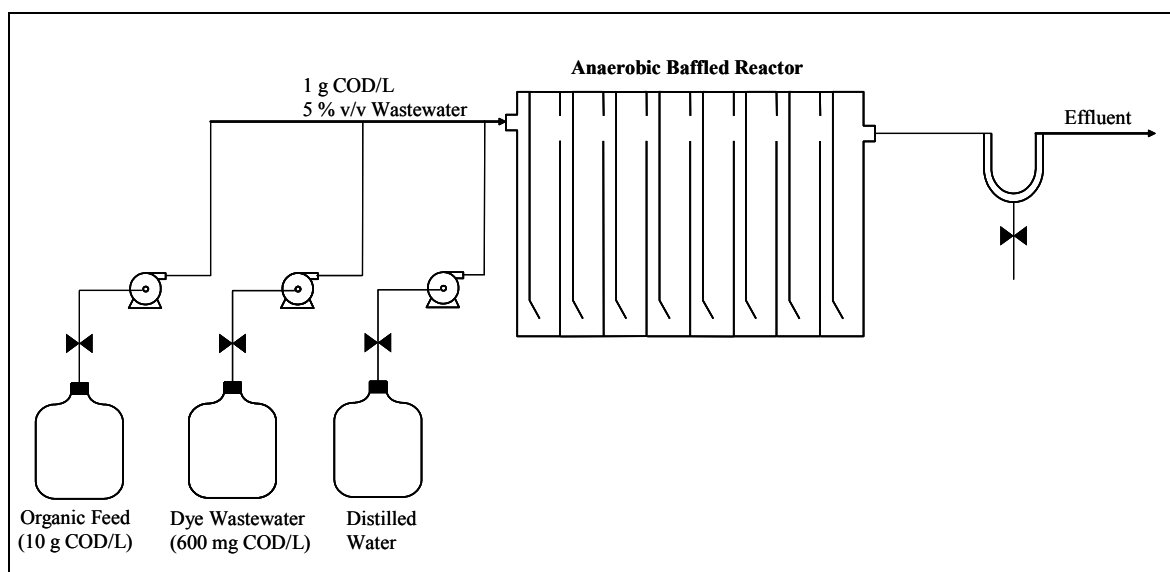 Anaerobic Baffled Reactor
1 g COD/L
5 % v/v Wastewater
Effluent
Organic Feed
(10 g COD/L)
Dye Wastewater
(600 mg COD/L)
Distilled
Water